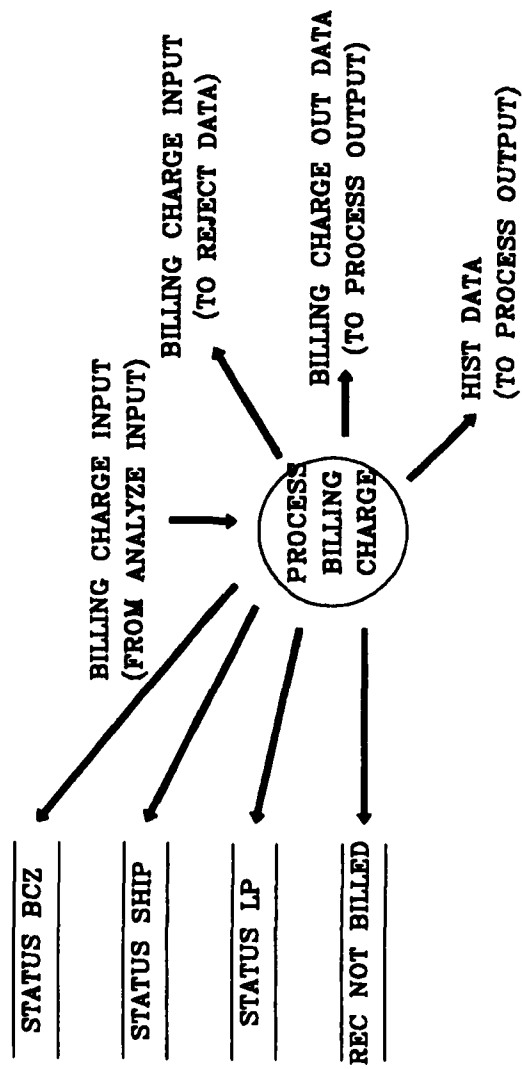 BILLING CHARGE INPUT
(FROM ANALYZE INPUT)
BILLING CHARGE INPUT
(TO REJECT DATA)
STATUS BCZ
STATUS SHIP
STATUS LP
REC NOT BILLED
PROCESS
BILLING
CHARGE
BILLING CHARGE OUT DATA
(TO PROCESS OUTPUT)
HIST DATA
(TO PROCESS OUTPUT)